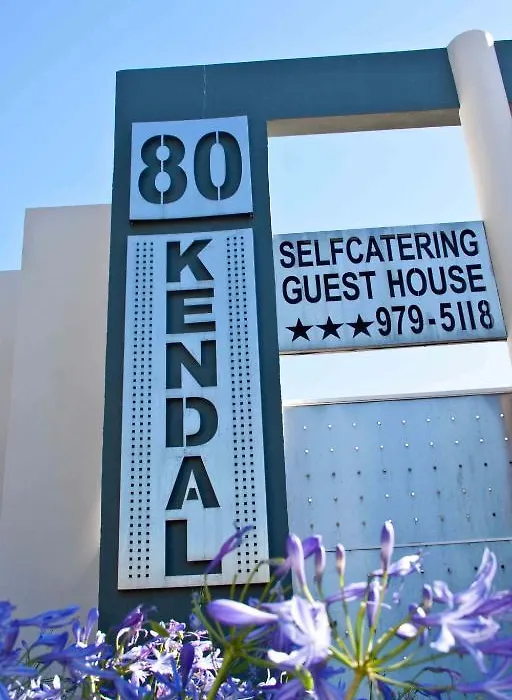 80
KENDAL
SELFCATERING
GUEST HOUSE
★★★979-5118